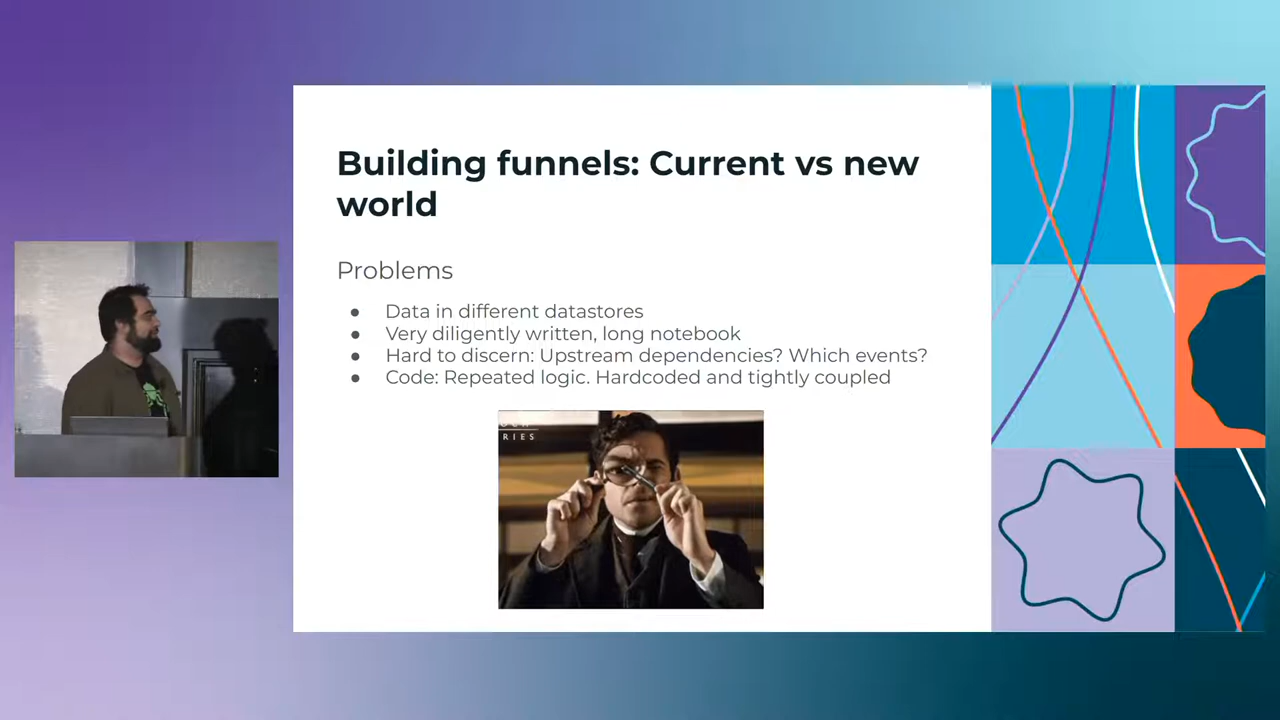 Building funnels: Current vs new
world
Problems
● Data in different datastores
● Very diligently written, long notebook
● Hard to discern: Upstream dependencies? Which events?
● Code: Repeated logic. Hardcoded and tightly coupled